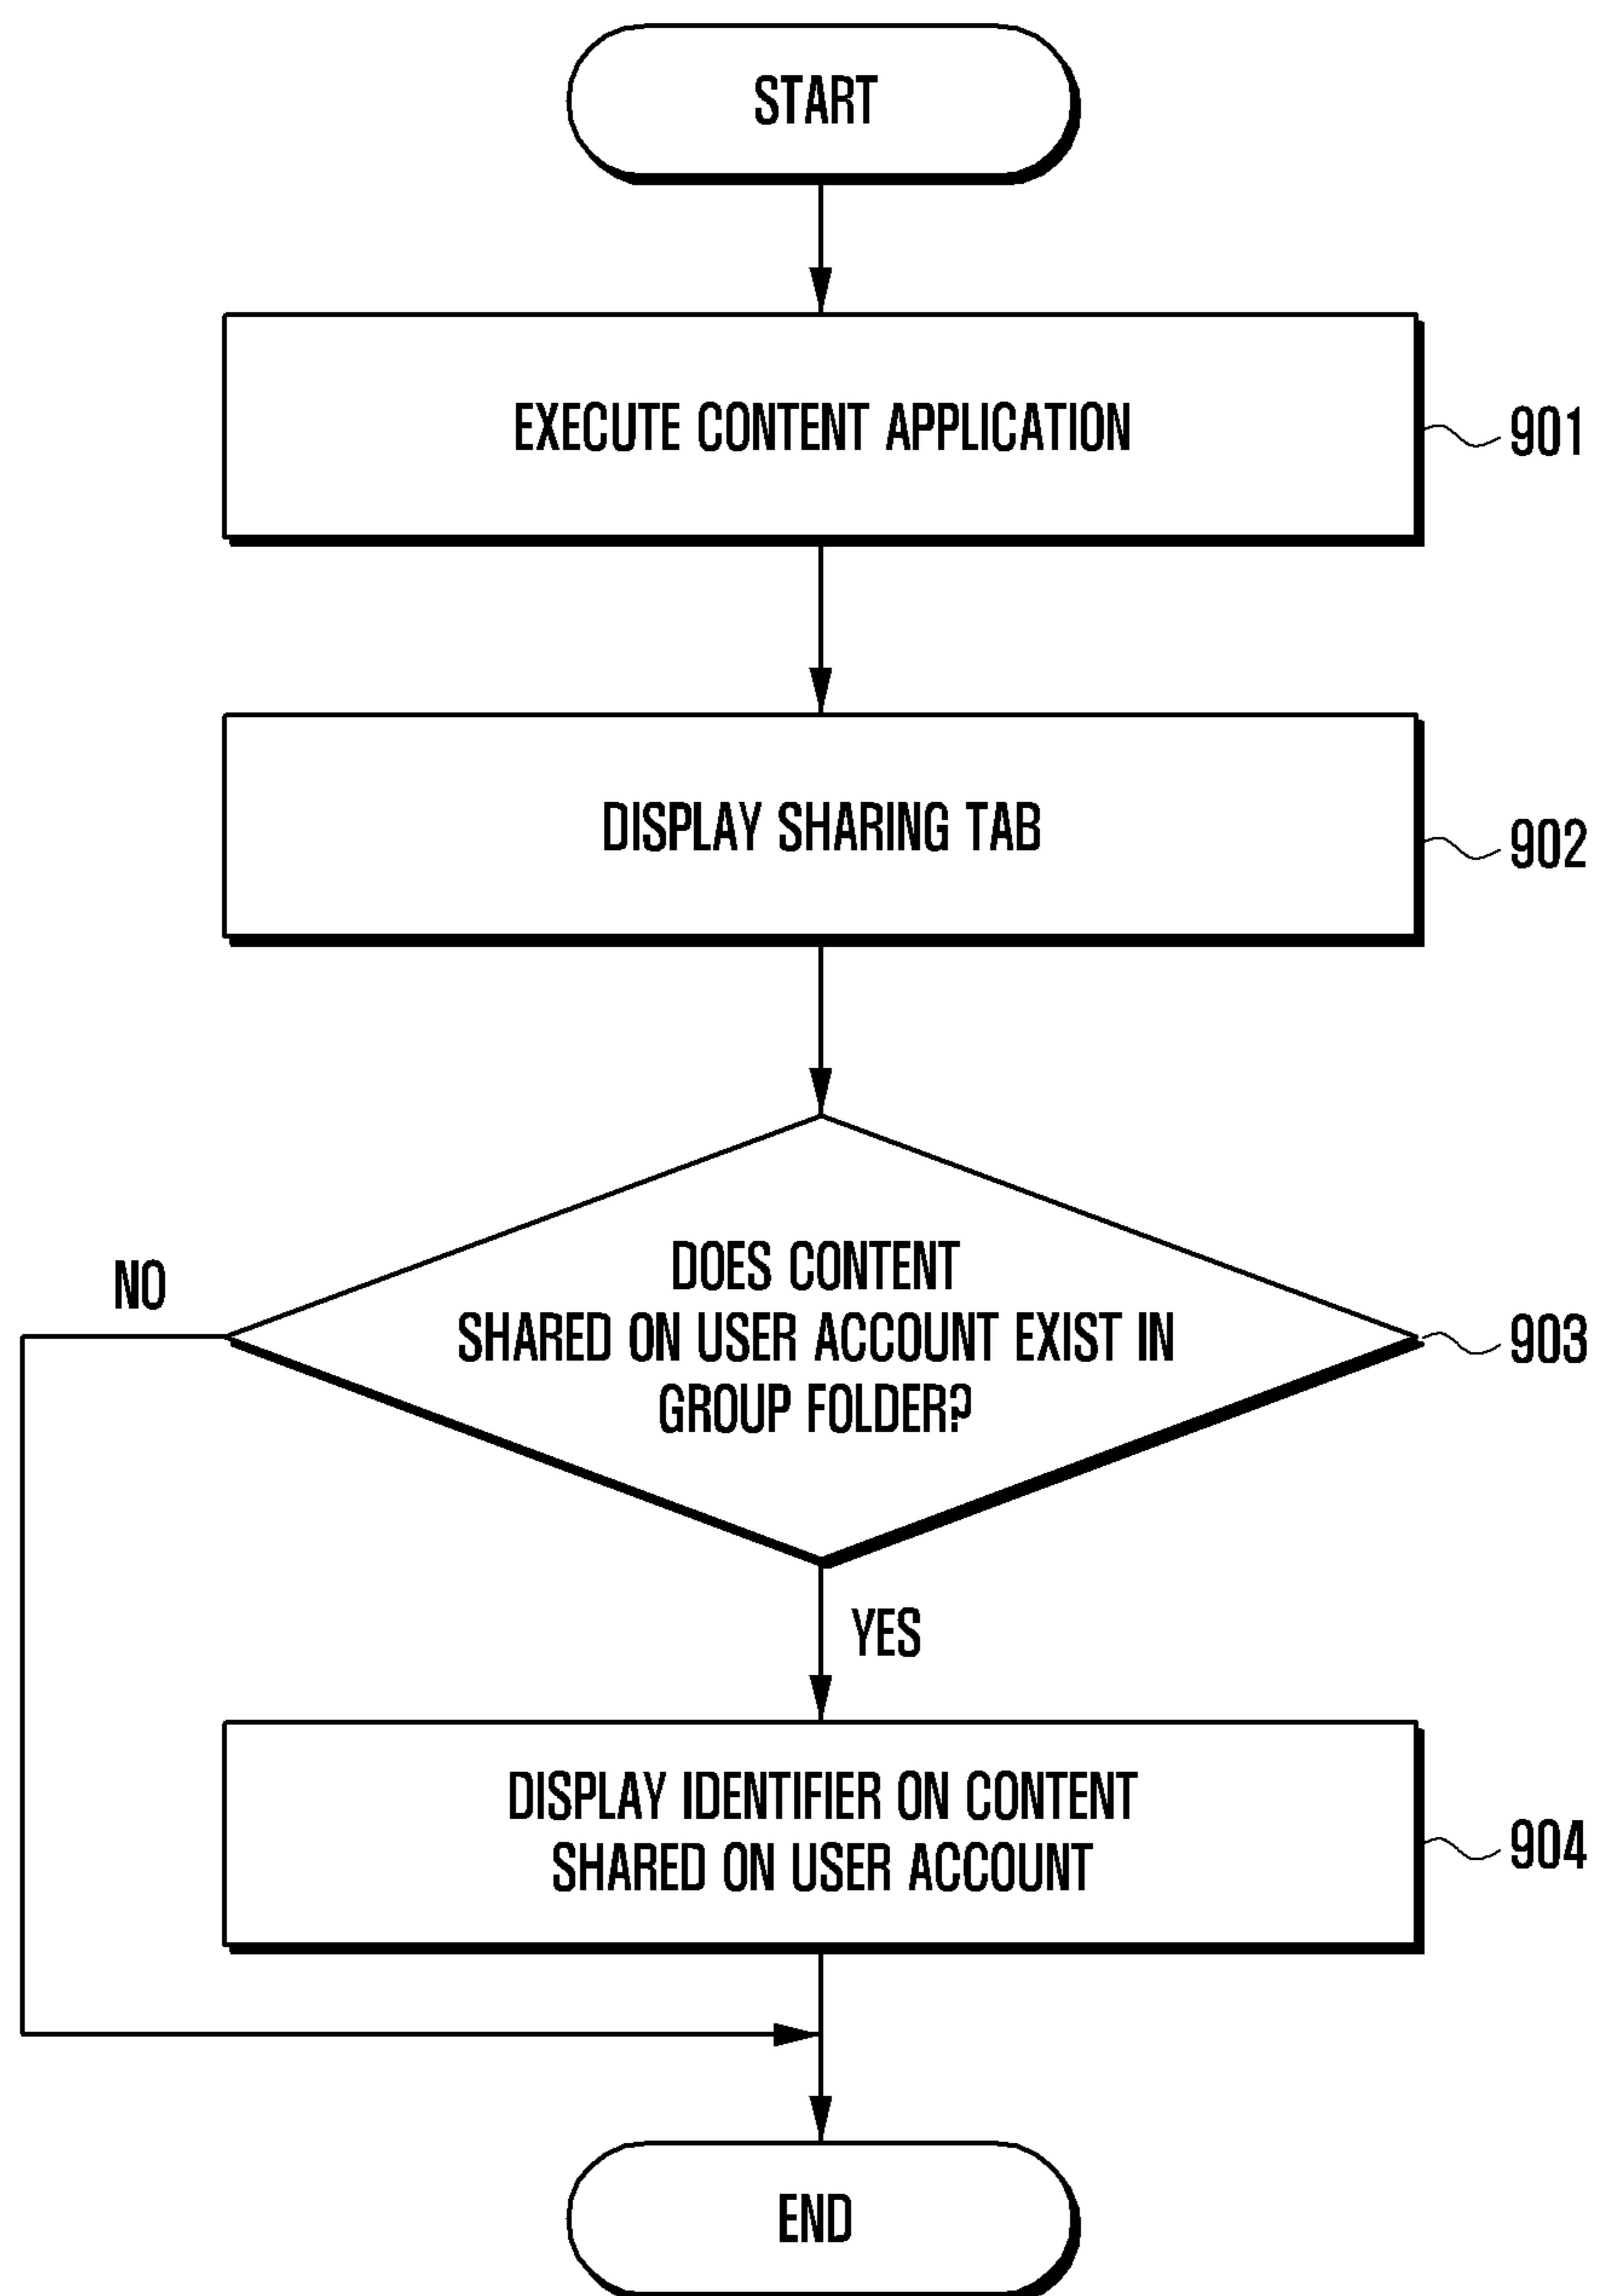 START
EXECUTE CONTENT APPLICATION
901
DISPLAY SHARING TAB
902
DOES CONTENT
SHARED ON USER ACCOUNT EXIST IN
GROUP FOLDER?
903
NO
YES
DISPLAY IDENTIFIER ON CONTENT
SHARED ON USER ACCOUNT
904
END